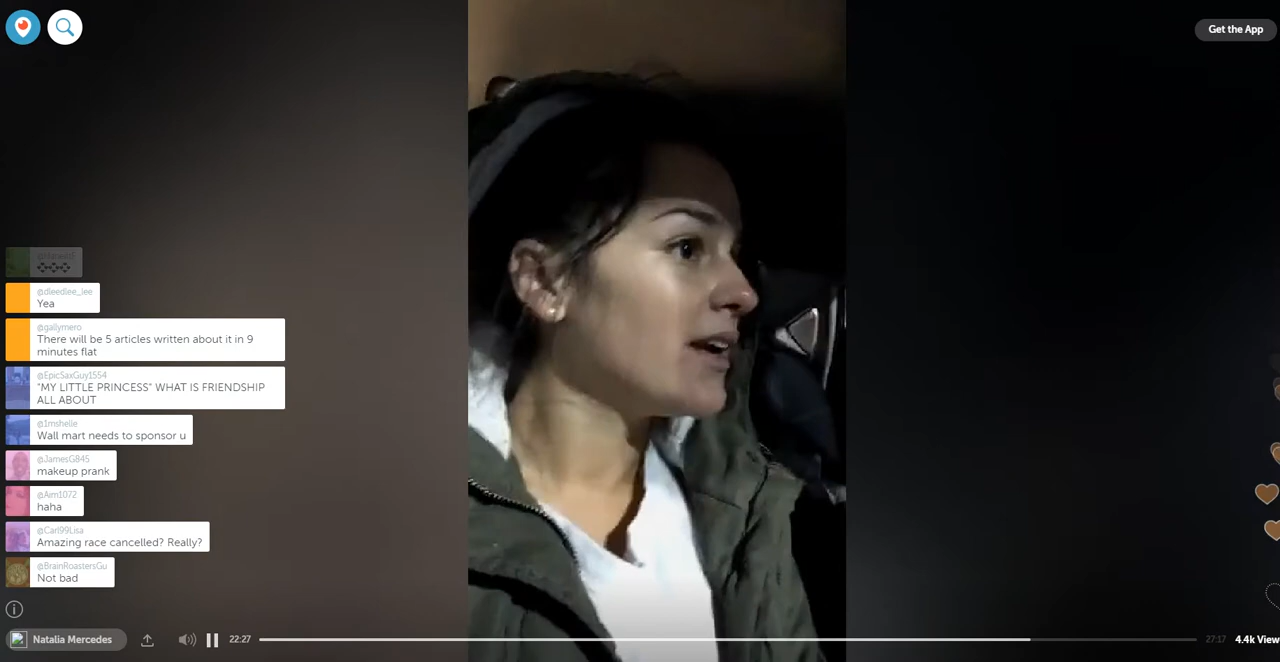 Get the App
@dleedlee_lee
Yea
@gallymero
There will be 5 articles written about it in 9
minutes flat
@EpicSaxGuy1554
"MY LITTLE PRINCESS" WHAT IS FRIENDSHIP
ALL ABOUT
@1mshelle
Wall mart needs to sponsor u
@JamesG845
makeup prank
@Aim1072
haha
@Carl99Lisa
Amazing race cancelled? Really?
@BrainRoastersGu
Not bad
Natalia Mercedes
22:27
27:17
4.4k View